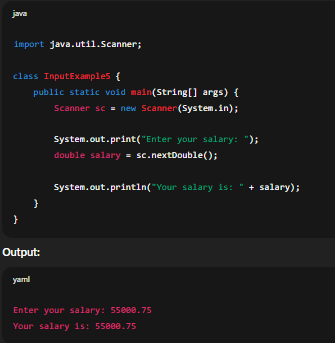 java
import java.util.Scanner;
class InputExample5 {
public static void main(String[] args) {
Scanner sc = new Scanner(System.in);
System.out.print("Enter your salary: ");
double salary = sc.nextDouble();
System.out.println("Your salary is: " + salary);
}
}
Output:
yaml
Enter your salary: 55000.75
Your salary is: 55000.75